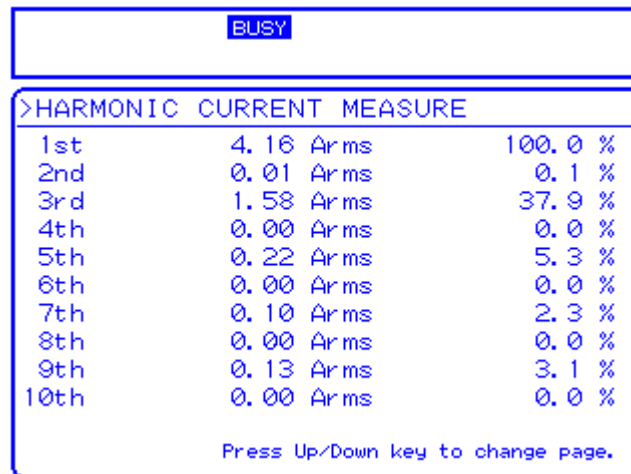 BUSY
>HARMONIC CURRENT MEASURE
1st 4.16 Arms 100.0 %
2nd 0.01 Arms 0.1 %
3rd 1.58 Arms 37.9 %
4th 0.00 Arms 0.0 %
5th 0.22 Arms 5.3 %
6th 0.00 Arms 0.0 %
7th 0.10 Arms 2.3 %
8th 0.00 Arms 0.0 %
9th 0.13 Arms 3.1 %
10th 0.00 Arms 0.0 %
Press Up/Down key to change page.